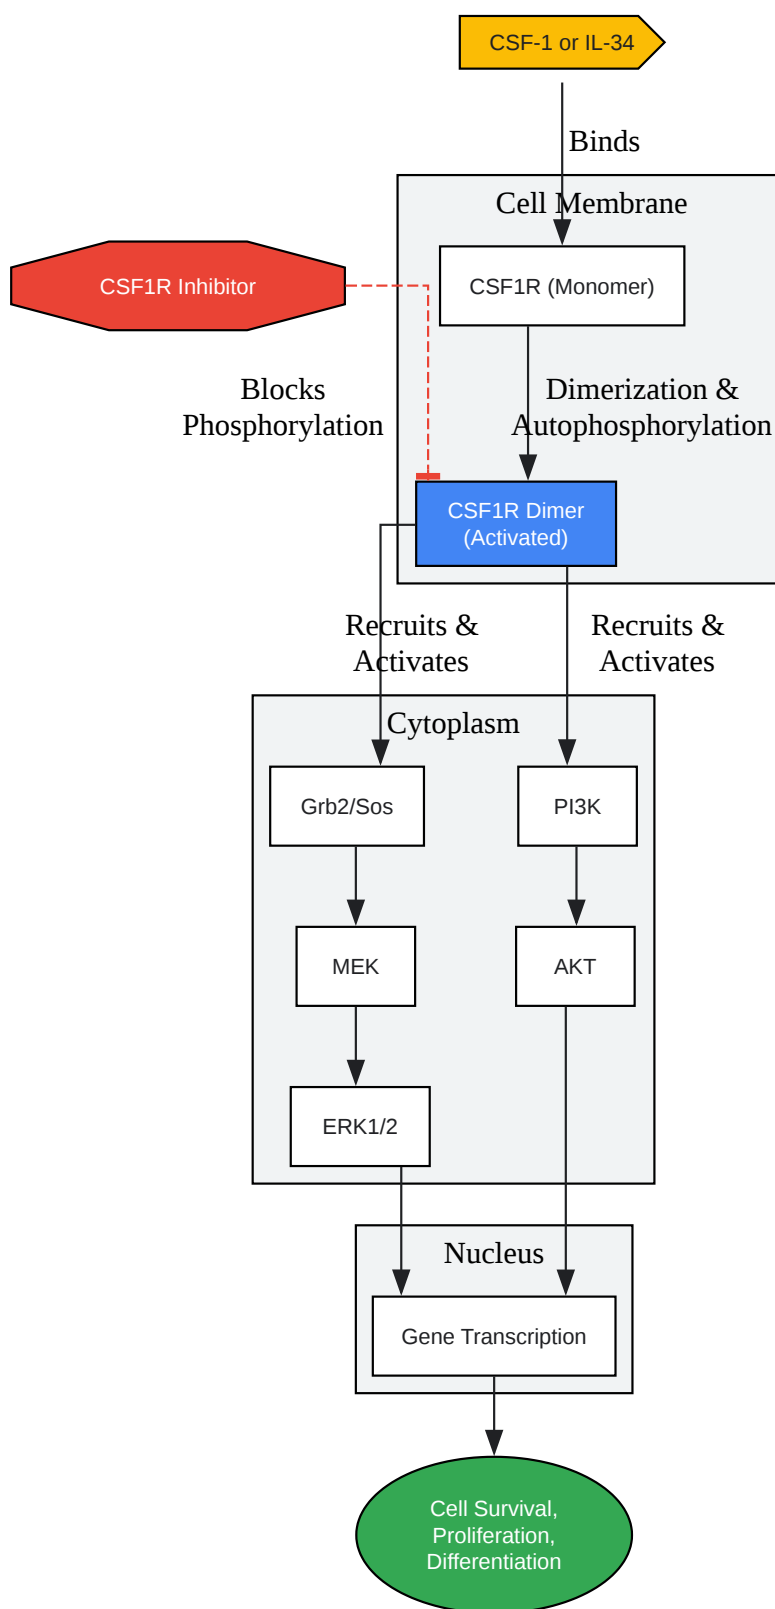 CSF-1 or IL-34
Binds
Cell Membrane
CSF1R Inhibitor
CSF1R (Monomer)
Blocks
Phosphorylation
Dimerization &
Autophosphorylation
CSF1R Dimer
(Activated)
Recruits &
Activates
Recruits &
Activates
Cytoplasm
Grb2/Sos
PI3K
MEK
AKT
ERK1/2
Nucleus
Gene Transcription
Cell Survival,
Proliferation,
Differentiation